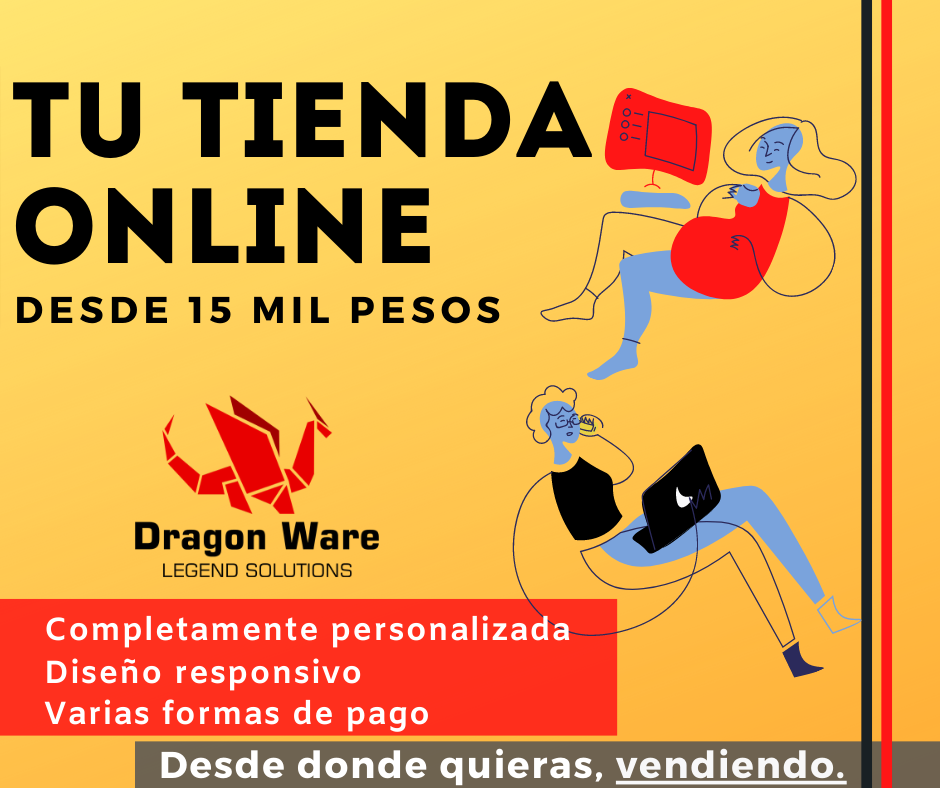 TU TIENDA
ONLINE
DESDE 15 MIL PESOS
Dragon Ware
LEGEND SOLUTIONS
Completamente personalizada
Diseño responsivo
Varias formas de pago
Desde donde quieras, vendiendo.